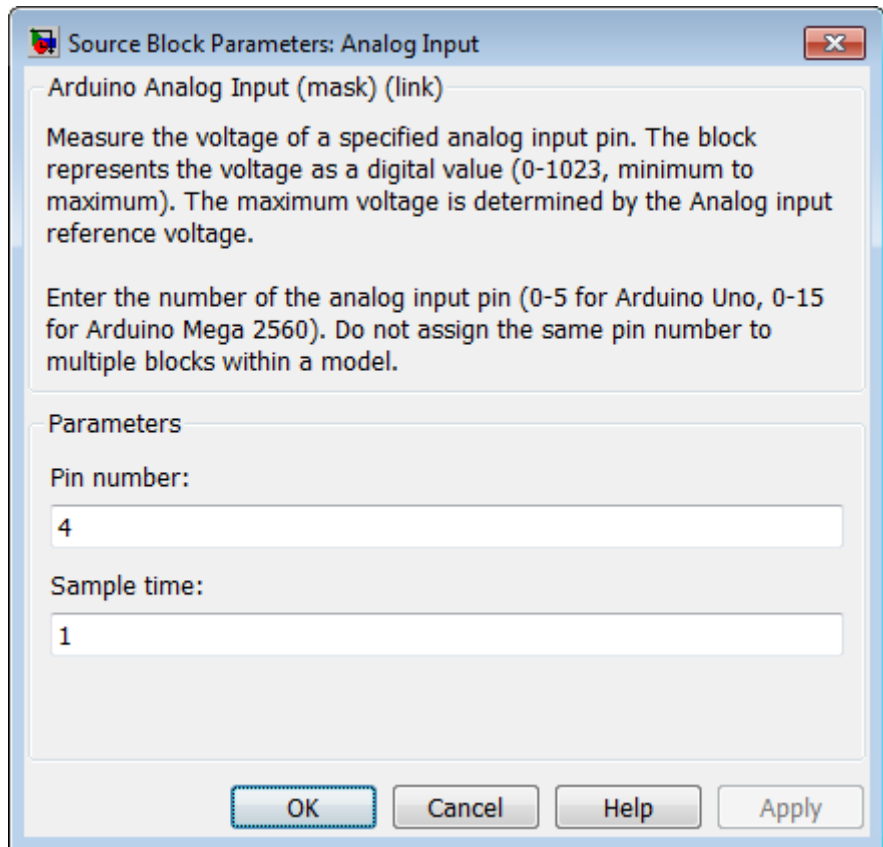 Source Block Parameters: Analog Input
Arduino Analog Input (mask) (link)
Measure the voltage of a specified analog input pin. The block
represents the voltage as a digital value (0-1023, minimum to
maximum). The maximum voltage is determined by the Analog input
reference voltage.
Enter the number of the analog input pin (0-5 for Arduino Uno, 0-15
for Arduino Mega 2560). Do not assign the same pin number to
multiple blocks within a model.
Parameters
Pin number:
4
Sample time:
1
OK Cancel Help Apply